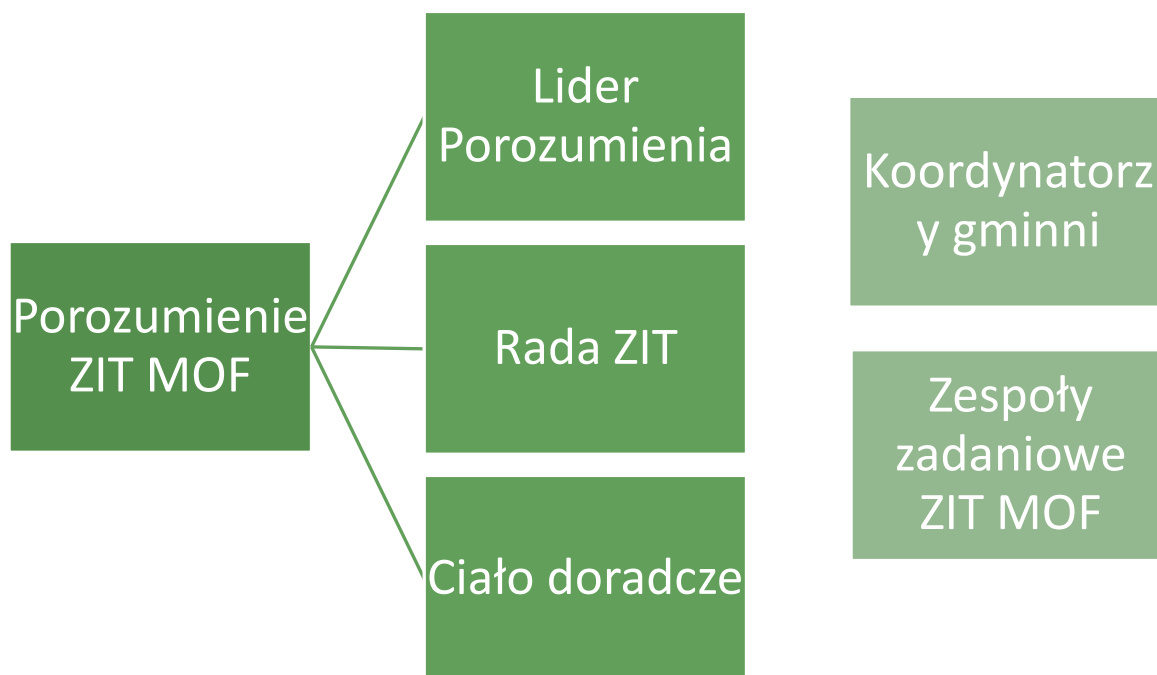 Porozumienie
ZIT MOF
Lider
Porozumienia
Rada ZIT
Ciało doradcze
Koordynatorz
y gminni
Zespoły
zadaniowe
ZIT MOF